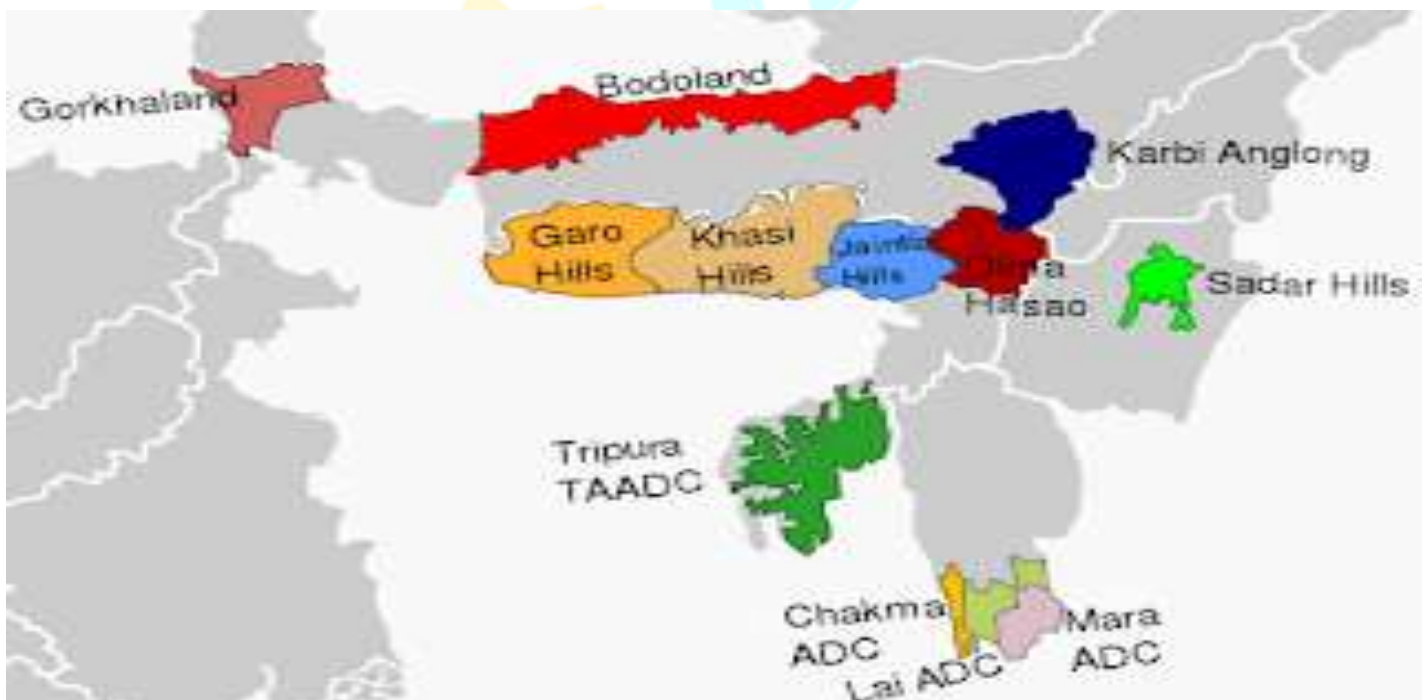 Bodoland
Gorkhaland
Karbi Anglong
Garo
Hills
Khasi
Hills
Jaintia
Hills
Hasao
Sadar Hills
Tripura
TAADC
Chakma
ADC
Lai ADC
Mara
ADC